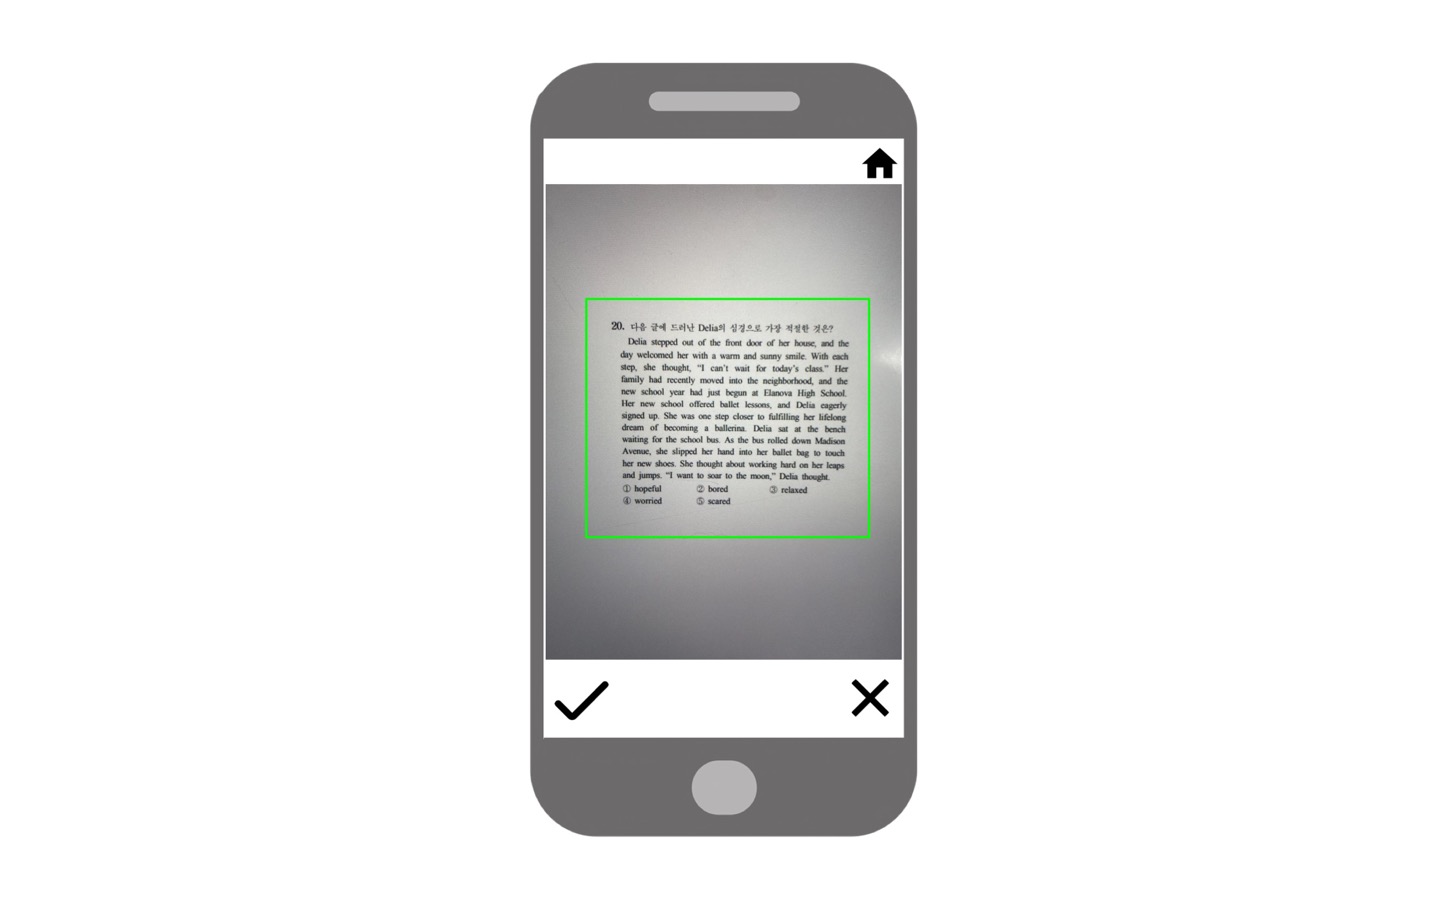 20. 다음 글에 드러난 Delia의 심경으로 가장 적절한 것은?
Delia stepped out of the front door of her house, and the
day welcomed her with a warm and sunny smile. With each
step, she thought, “I can’t wait for today’s class.” Her
family had recently moved into the neighborhood, and the
new school year had just begun at Elanova High School.
Her new school offered ballet lessons, and Delia eagerly
signed up. She was one step closer to fulfilling her lifelong
dream of becoming a ballerina. Delia sat at the bench
waiting for the school bus. As the bus rolled down Madison
Avenue, she slipped her hand into her ballet bag to touch
her new shoes. She thought about working hard on her leaps
and jumps. “I want to soar to the moon,” Delia thought.
① hopeful ② bored ③ relaxed
④ worried ⑤ scared